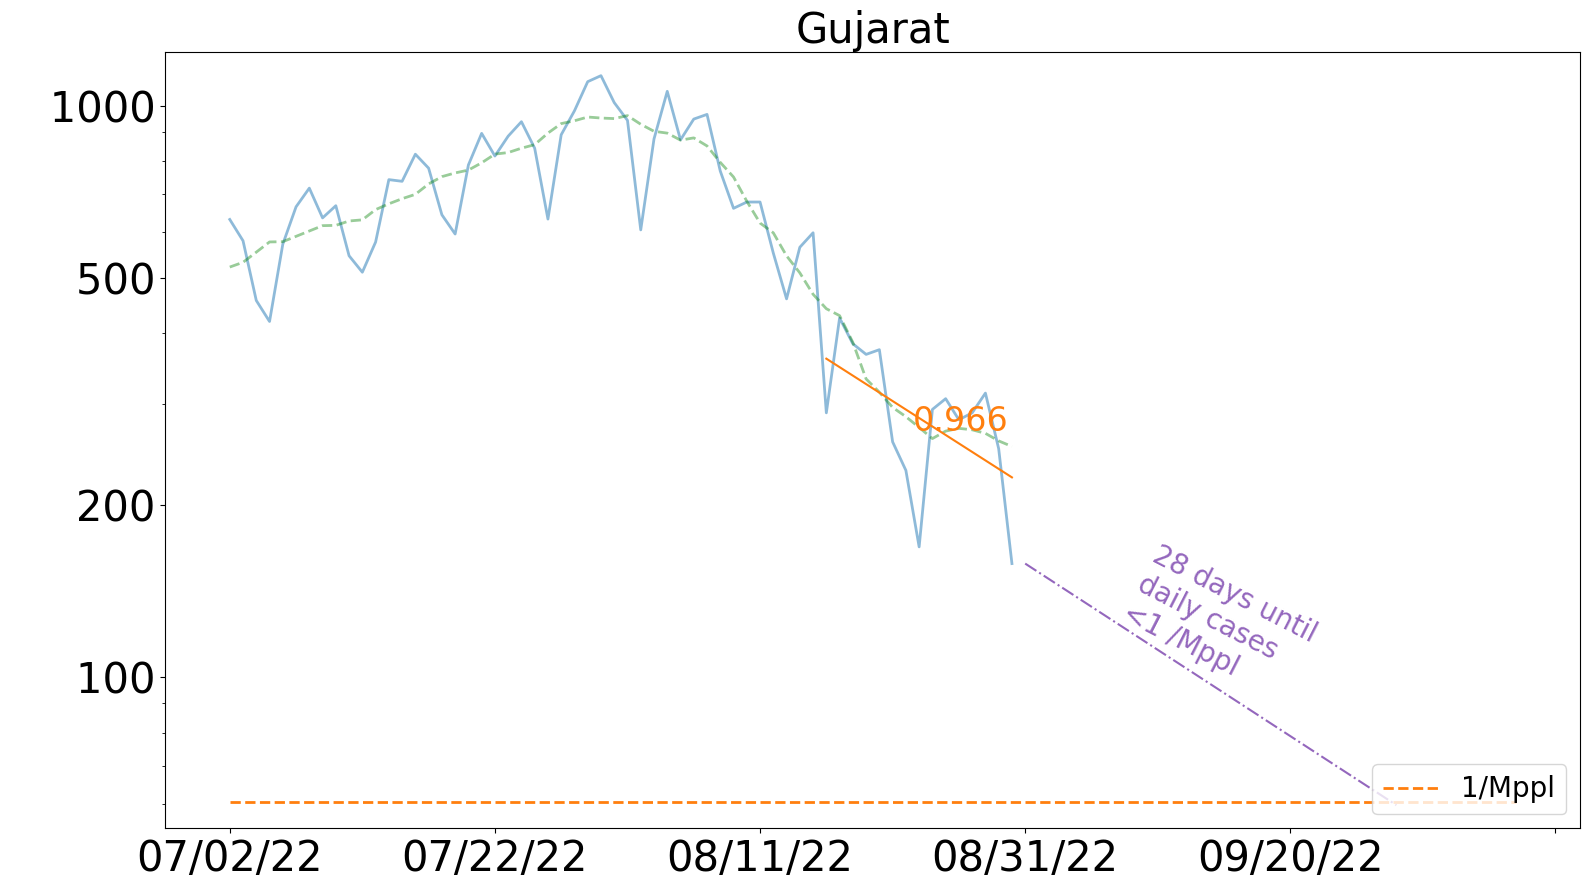 Gujarat
1000
500
200
100
0.966
28 days until
daily cases
<1 /Mppl
1/Mppl
07/02/22
07/22/22
08/11/22
08/31/22
09/20/22